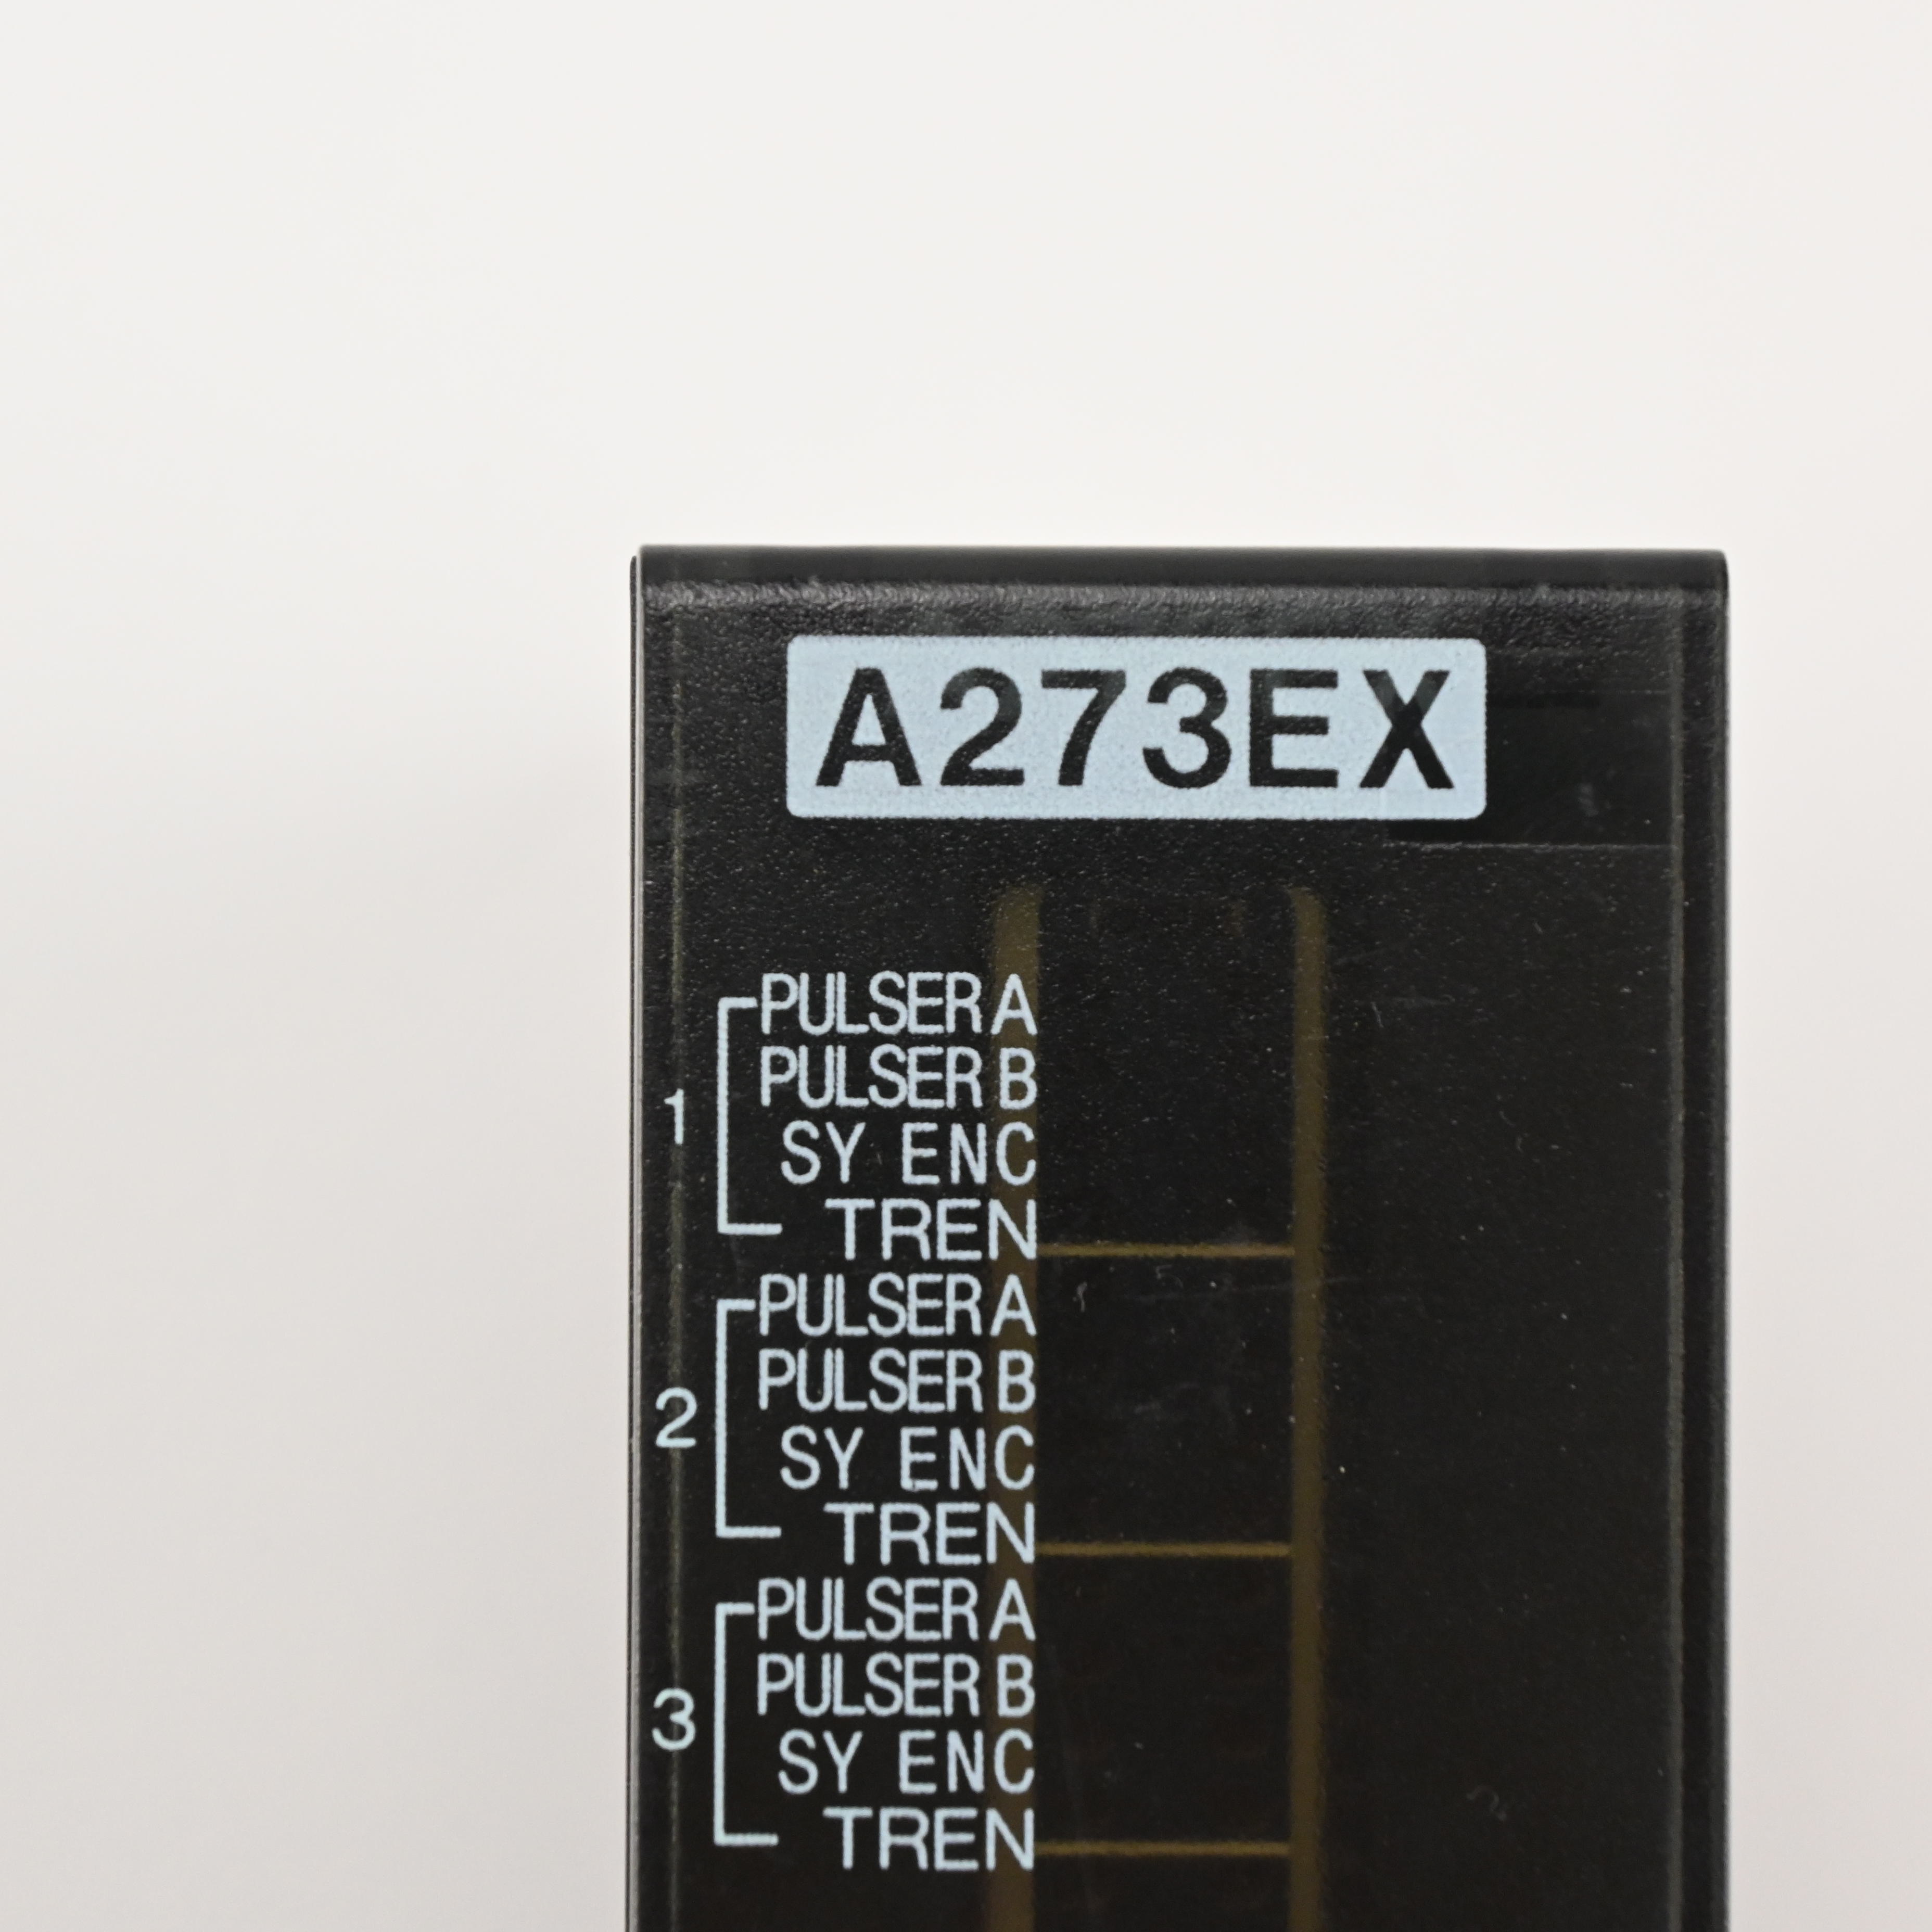 A273EX
PULSER A
PULSER B
1
SY ENC
TREN
PULSER A
PULSER B
2
SY ENC
TREN
PULSER A
PULSER B
3
SY ENC
TREN